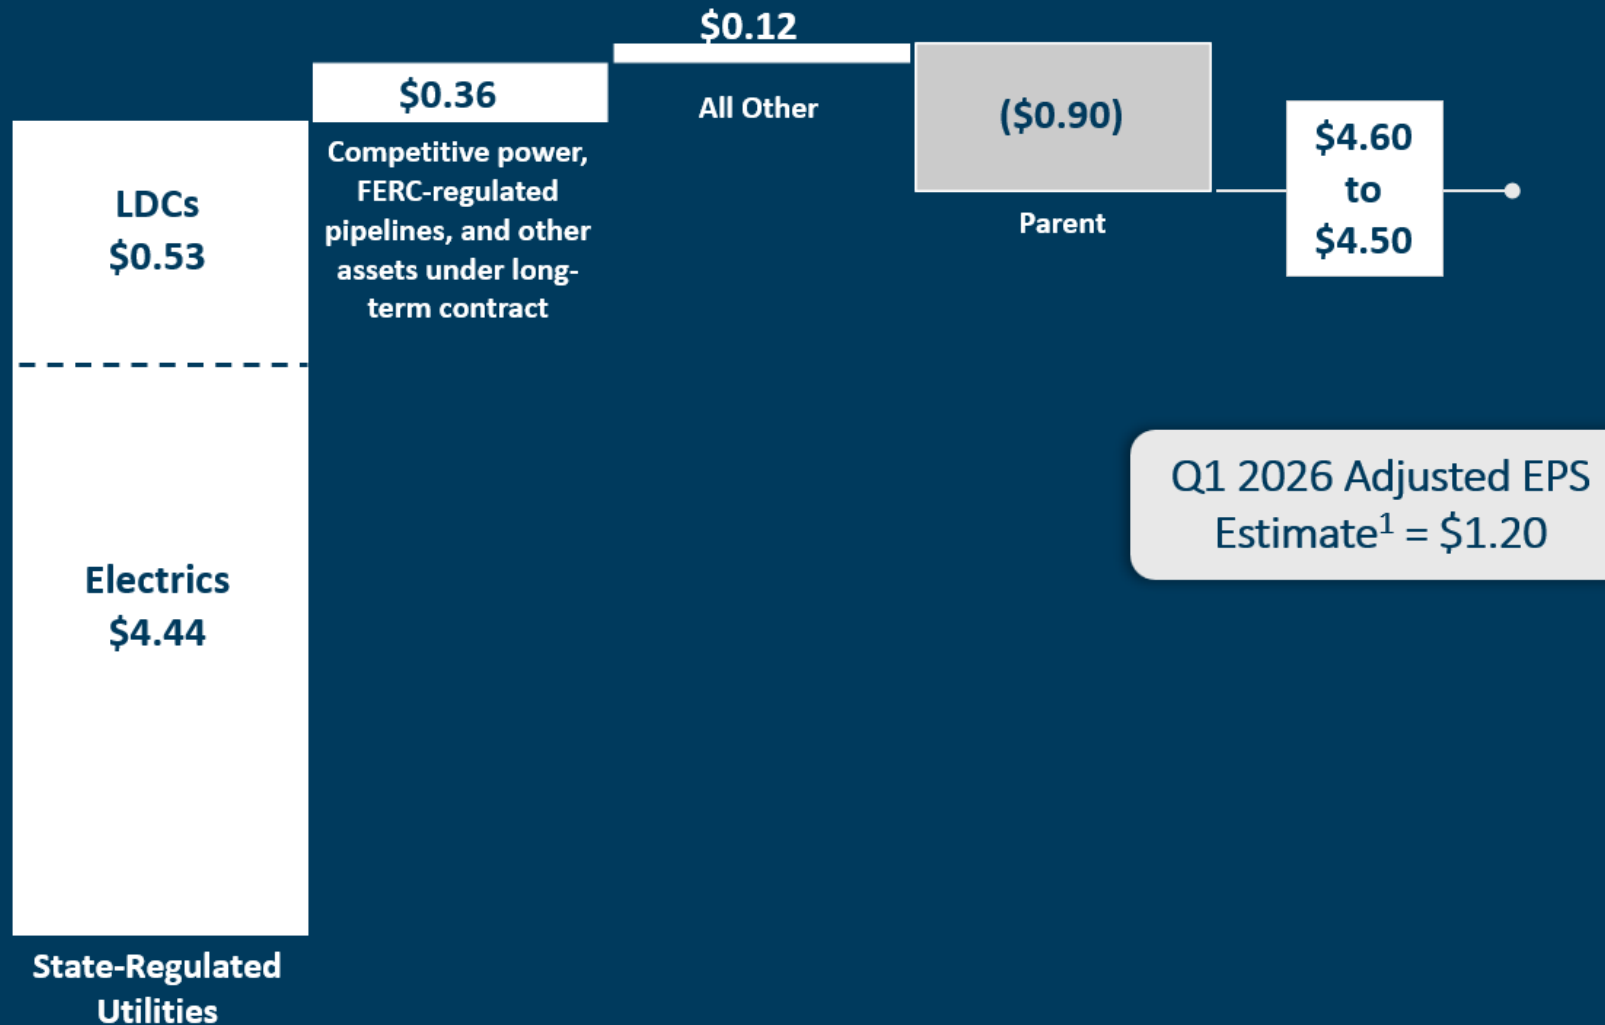 LDCs
$0.53
Electrics
$4.44
State-Regulated
Utilities
$0.36
Competitive power,
FERC-regulated
pipelines, and other
assets under long-
term contract
$0.12
All Other
($0.90)
Parent
$4.60
to
$4.50
Q1 2026 Adjusted EPS
Estimate¹ = $1.20